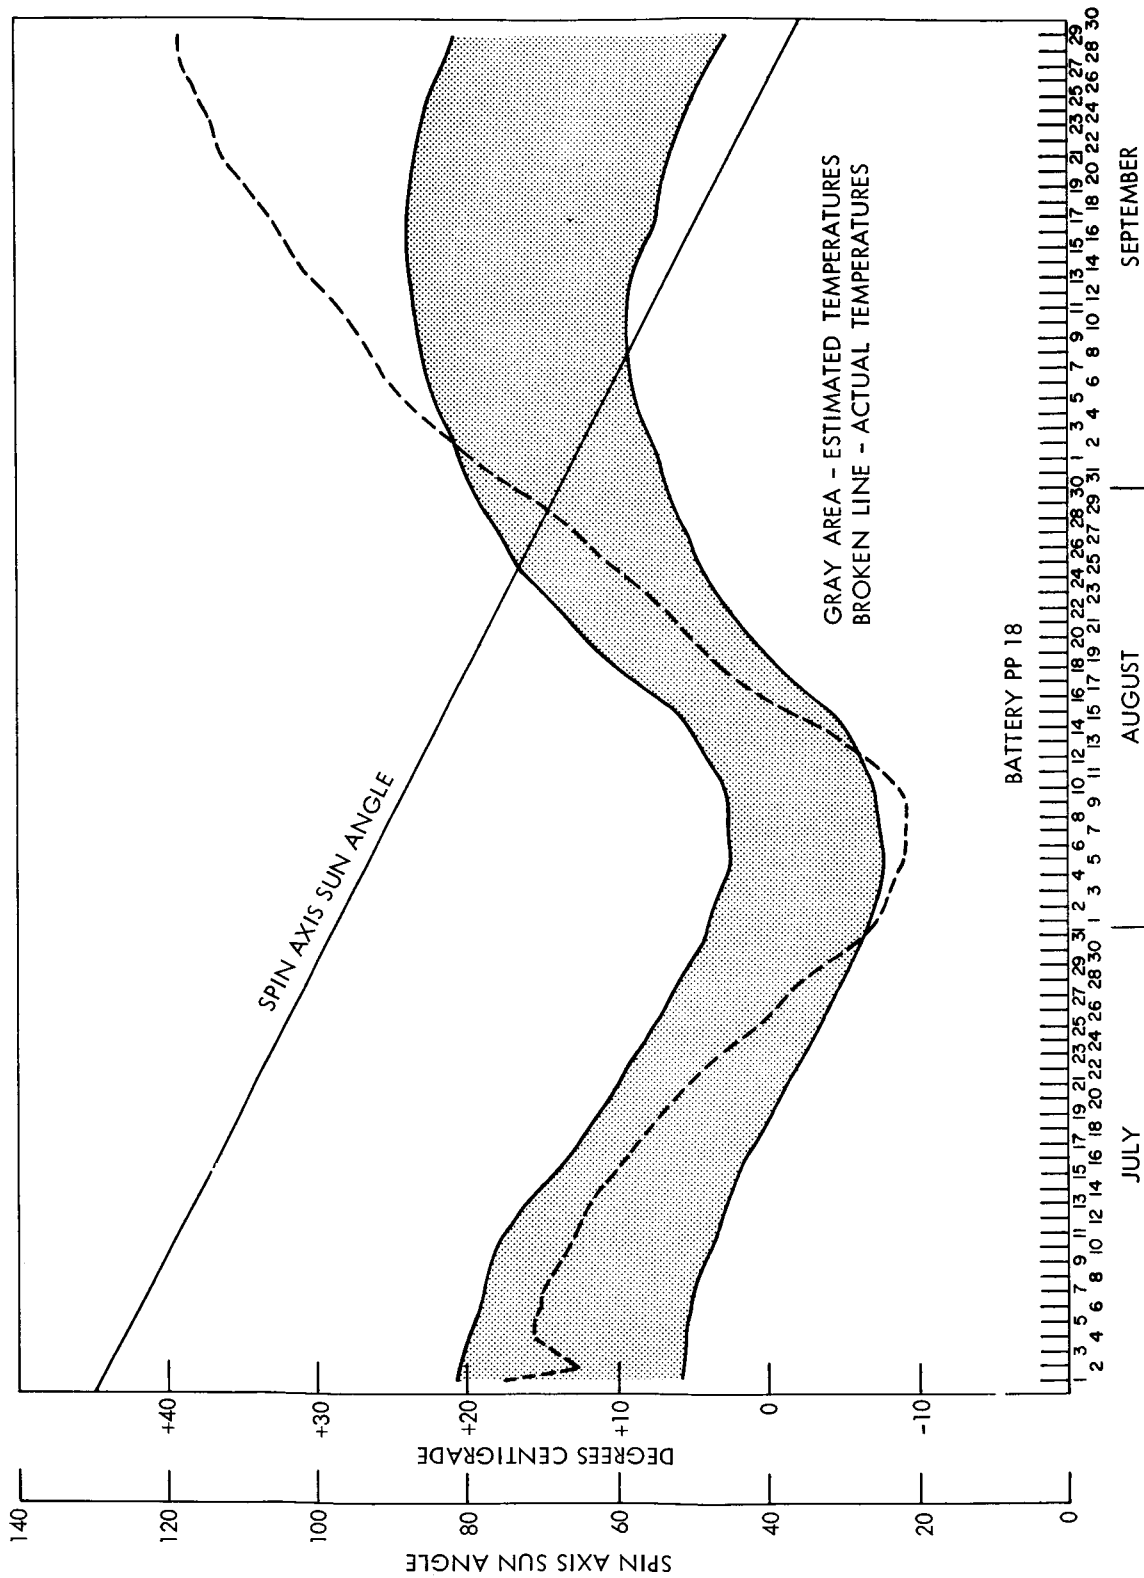 SPIN AXIS SUN ANGLE
140
120
100
80
60
40
20
0
DEGREES CENTIGRADE
+40
+30
+20
+10
0
-10
SPIN AXIS SUN ANGLE
GRAY AREA - ESTIMATED TEMPERATURES
BROKEN LINE - ACTUAL TEMPERATURES
BATTERY PP 18
1 3 5 7 9 11 13 15 17 19 21 23 25 27 29 31 2 4 6 8 10 12 14 16 18 20 22 24 26 28 30 1 3 5 7 9 11 13 15 17 19 21 23 25 27 29
2 4 6 8 10 12 14 16 18 20 22 24 26 28 30 1 3 5 7 9 11 13 15 17 19 21 23 25 27 29 31 2 4 6 8 10 12 14 16 18 20 22 24 26 28 30
JULY AUGUST SEPTEMBER